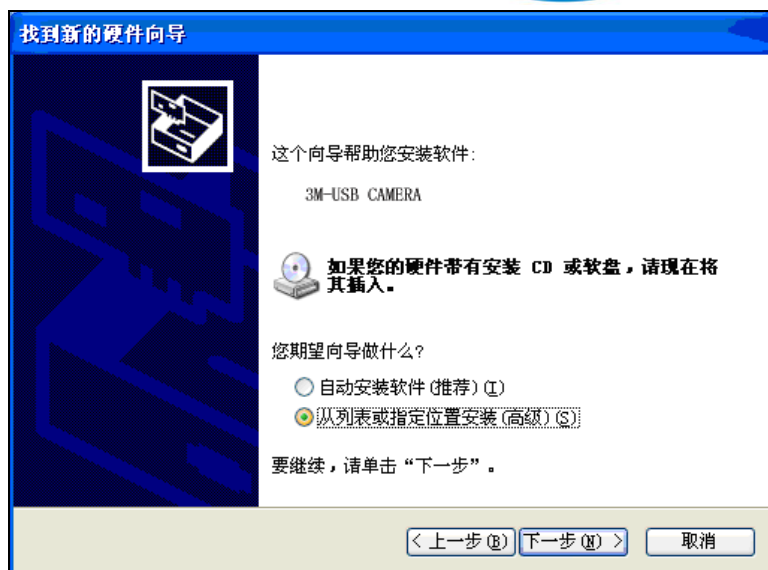 找到新的硬件向导
这个向导帮助您安装软件:
3M-USB CAMERA
如果您的硬件带有安装 CD 或软盘，请现在将
其插入。
您期望向导做什么?
自动安装软件(推荐)(I)
从列表或指定位置安装(高级)(S)
要继续，请单击“下一步”。
< 上一步(B) 下一步(N) > 取消